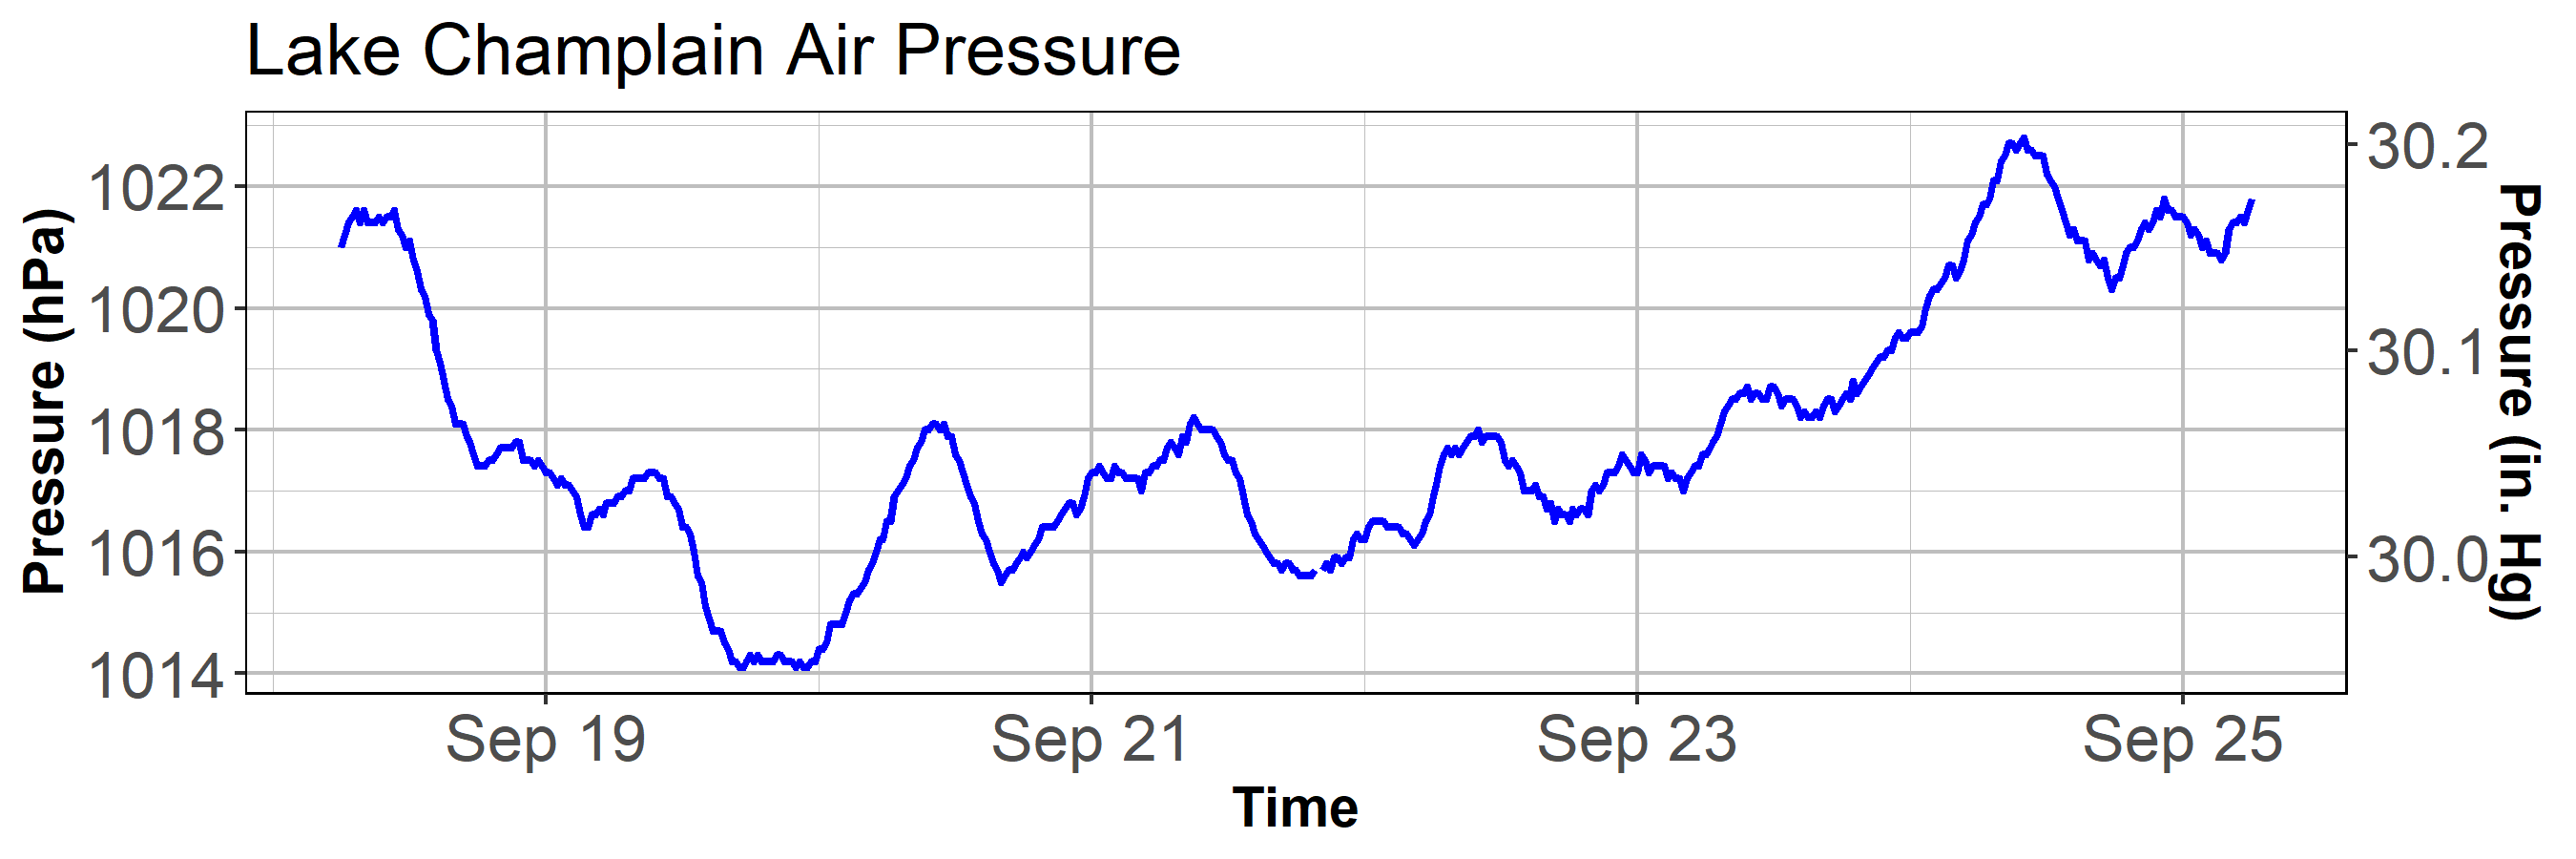 Lake Champlain Air Pressure
Pressure (hPa)
1022
1020
1018
1016
1014
30.2
30.1
30.0
Pressure (in. Hg)
Sep 19
Sep 21
Sep 23
Sep 25
Time